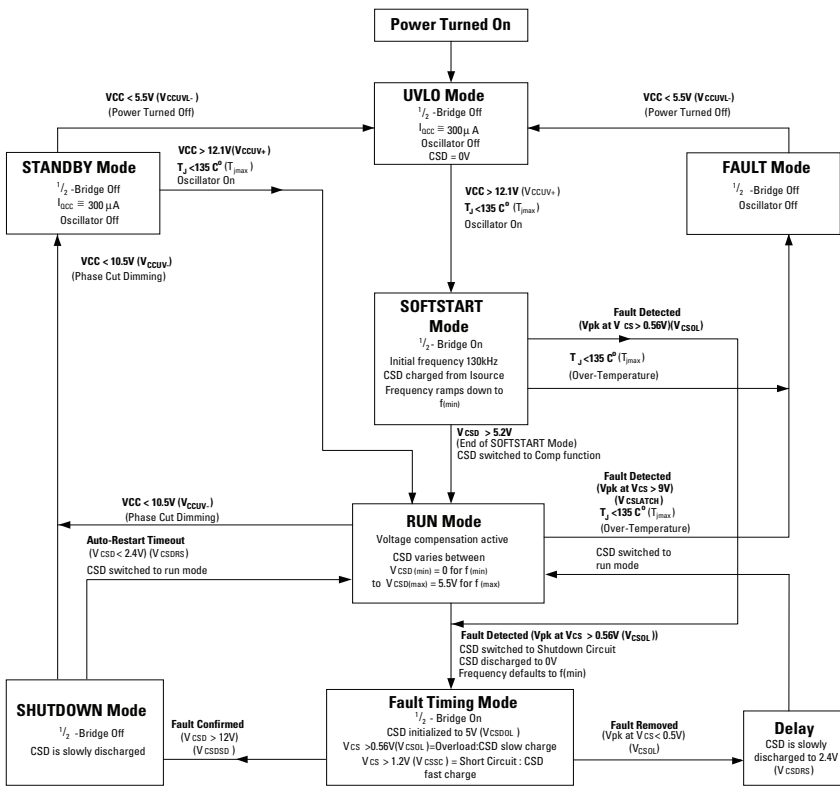 Power Turned On
VCC < 5.5V (VCCUVL- )
(Power Turned Off)
UVLO Mode
1/2 -Bridge Off
IQCC ≅ 300µ A
Oscillator Off
CSD = 0V
VCC < 5.5V (VCCUVL-)
(Power Turned Off)
STANDBY Mode
1/2 -Bridge Off
IQCC ≅ 300 µA
Oscillator Off
VCC > 12.1V(VCCUV+)
TJ <135 Co (Tjmax)
Oscillator On
FAULT Mode
1/2 -Bridge Off
Oscillator Off
VCC > 12.1V (VCCUV+)
TJ <135 Co (Tjmax)
Oscillator On
VCC < 10.5V (VCCUV-)
(Phase Cut Dimming)
SOFTSTART
Mode
1/2 - Bridge On
Initial frequency 130kHz
CSD charged from Isource
Frequency ramps down to
f(min)
Fault Detected
(Vpk at V CS > 0.56V)(VCSOL)
TJ <135 Co (Tjmax)
(Over-Temperature)
VCSD > 5.2V
(End of SOFTSTART Mode)
CSD switched to Comp function
Fault Detected
(Vpk at VCS > 9V)
(VCSLATCH)
TJ <135 Co (Tjmax)
(Over-Temperature)
VCC < 10.5V (VCCUV-)
(Phase Cut Dimming)
Auto-Restart Timeout
(VCSD < 2.4V) (VCSDRS)
CSD switched to run mode
RUN Mode
Voltage compensation active
CSD varies between
VCSD (min) = 0 for f (min)
to VCSD(max) = 5.5V for f (max)
CSD switched to
run mode
Fault Detected (Vpk at VCS > 0.56V (VCSOL ))
CSD switched to Shutdown Circuit
CSD discharged to 0V
Frequency defaults to f(min)
SHUTDOWN Mode
1/2 -Bridge Off
CSD is slowly discharged
Fault Confirmed
(VCSD > 12V)
(VCSDSD )
Fault Timing Mode
1/2 - Bridge On
CSD initialized to 5V (VCSDOL )
VCS >0.56V(VCSOL)=Overload:CSD slow charge
VCS > 1.2V (VCSSC) = Short Circuit : CSD
fast charge
Fault Removed
(Vpk at VCS< 0.5V)
(VCSOL)
Delay
CSD is slowly
discharged to 2.4V
(VCSDRS)